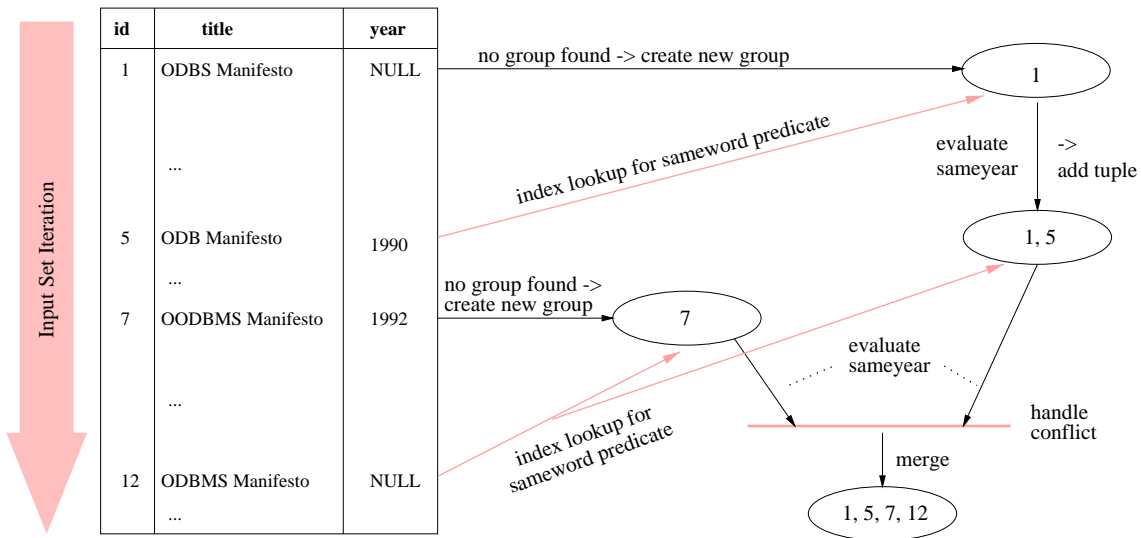 Input Set Iteration
id title year
1 ODBS Manifesto NULL
...
5 ODB Manifesto 1990
...
7 OODBMS Manifesto 1992
...
12 ODBMS Manifesto NULL
...
no group found -> create new group
1
index lookup for sameword predicate
evaluate
sameyear
->
add tuple
1, 5
no group found ->
create new group
7
evaluate
sameyear
index lookup for
sameword predicate
handle
conflict
merge
1, 5, 7, 12